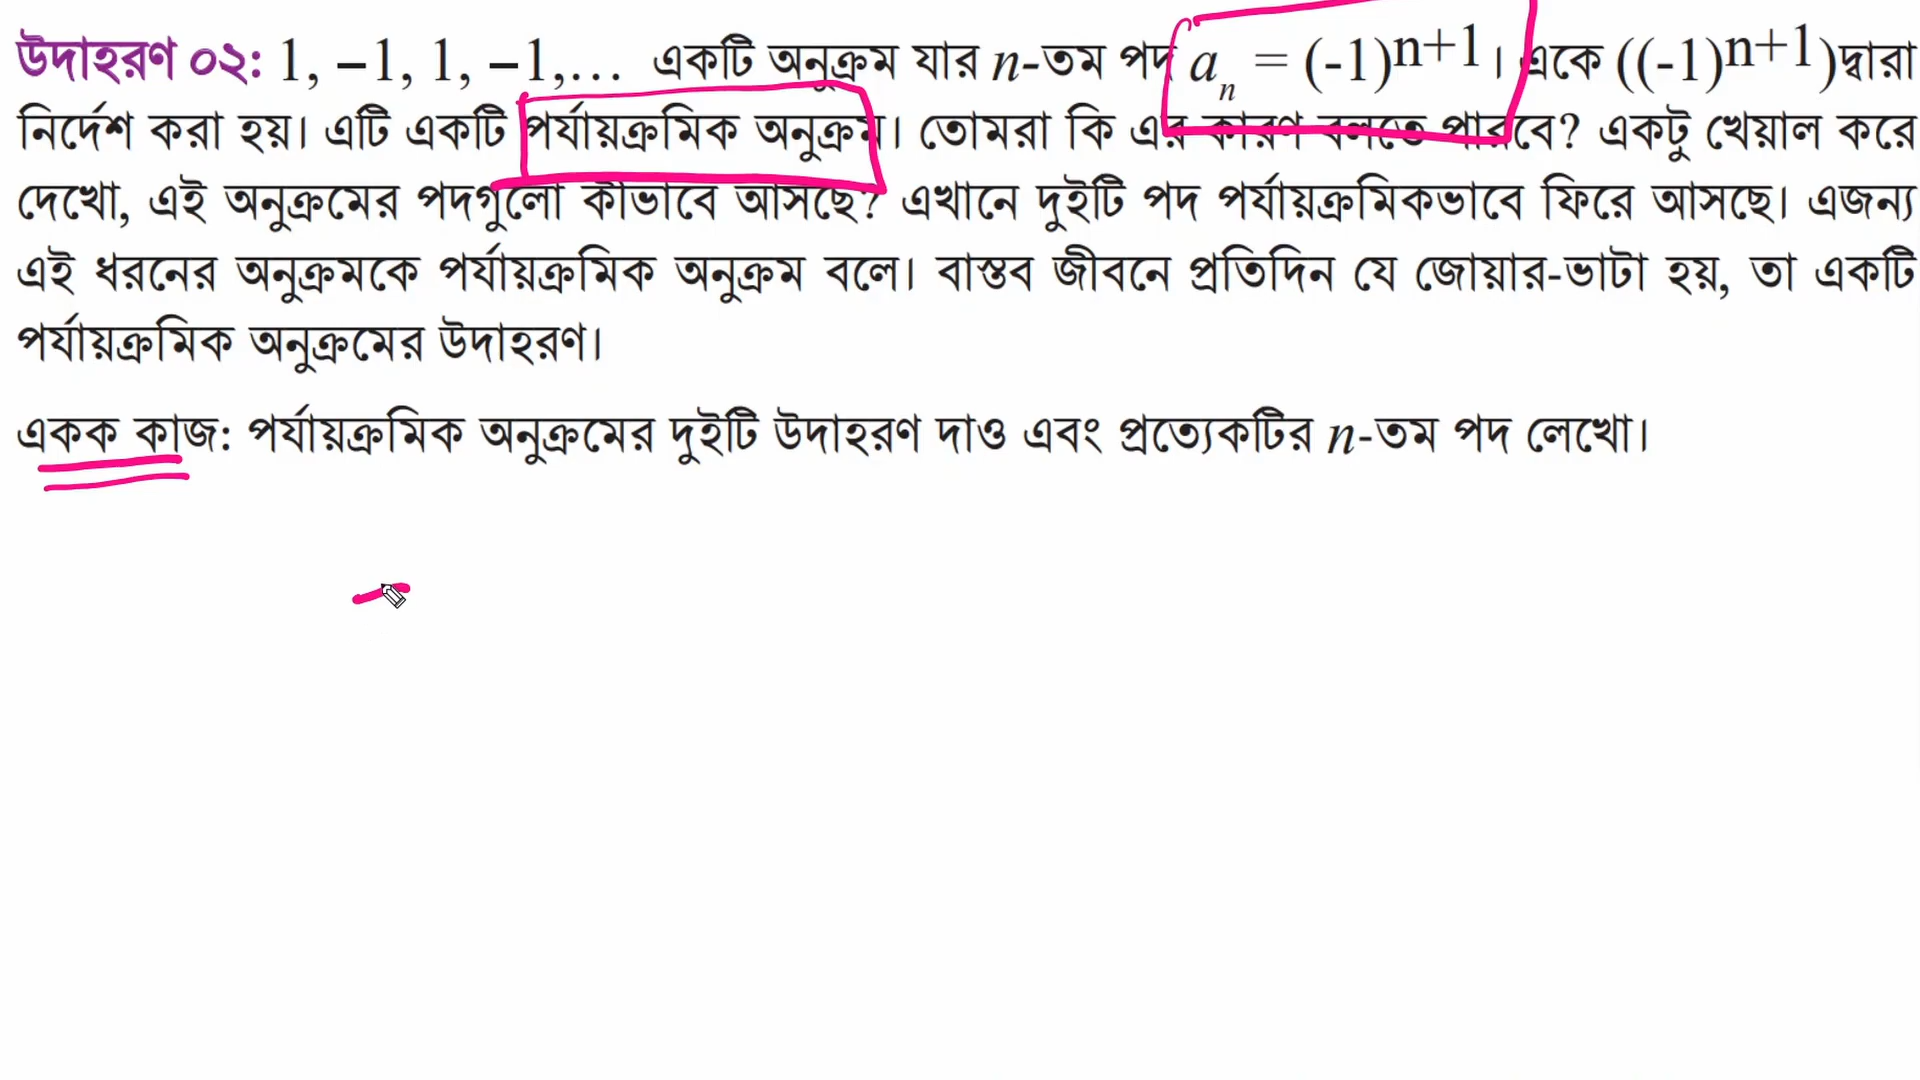 উদাহরণ ০২: 1, –1, 1, –1,... একটি অনুক্রম যার n-তম পদ aₙ = (-1)ⁿ⁺¹। একে ((-1)ⁿ⁺¹)দ্বারা
নির্দেশ করা হয়। এটি একটি পর্যায়ক্রমিক অনুক্রম। তোমরা কি এর কারণ বলতে পারবে? একটু খেয়াল করে
দেখো, এই অনুক্রমের পদগুলো কীভাবে আসছে? এখানে দুইটি পদ পর্যায়ক্রমিকভাবে ফিরে আসছে। এজন্য
এই ধরনের অনুক্রমকে পর্যায়ক্রমিক অনুক্রম বলে। বাস্তব জীবনে প্রতিদিন যে জোয়ার-ভাটা হয়, তা একটি
পর্যায়ক্রমিক অনুক্রমের উদাহরণ।
একক কাজ: পর্যায়ক্রমিক অনুক্রমের দুইটি উদাহরণ দাও এবং প্রত্যেকটির n-তম পদ লেখো।